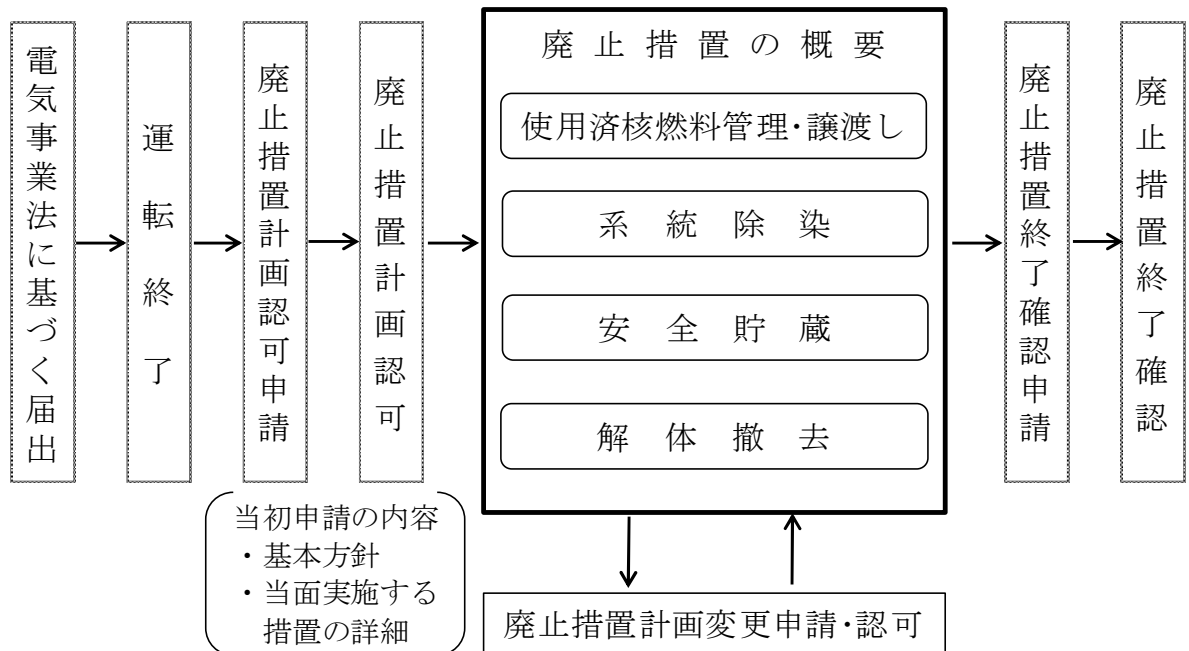 電気事業法に基づく届出
運転終了
廃止措置計画認可申請
廃止措置計画認可
廃止措置の概要
使用済核燃料管理・譲渡し
系統除染
安全貯蔵
解体撤去
廃止措置終了確認申請
廃止措置終了確認
当初申請の内容
・基本方針
・当面実施する
措置の詳細
廃止措置計画変更申請・認可